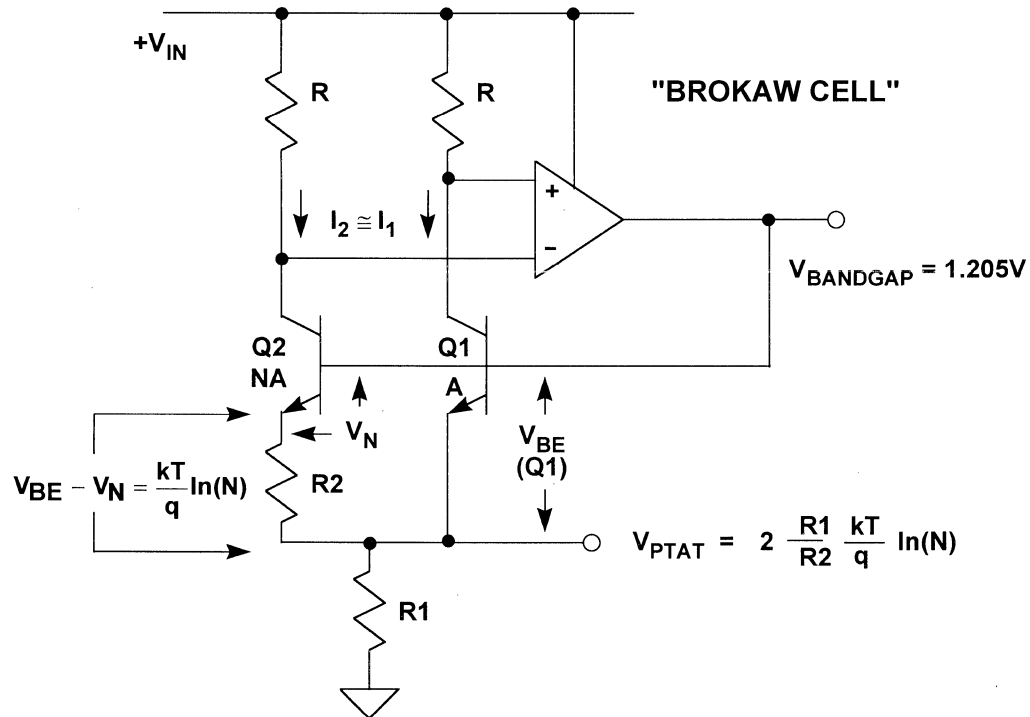 +V_IN
R
R
"BROKAW CELL"
+
I_2 ≅ I_1
−
V_BANDGAP = 1.205V
Q2
Q1
NA
A
V_N
V_BE
(Q1)
V_BE − V_N = kT/q ln(N)
R2
V_PTAT = 2 R1/R2 kT/q ln(N)
R1